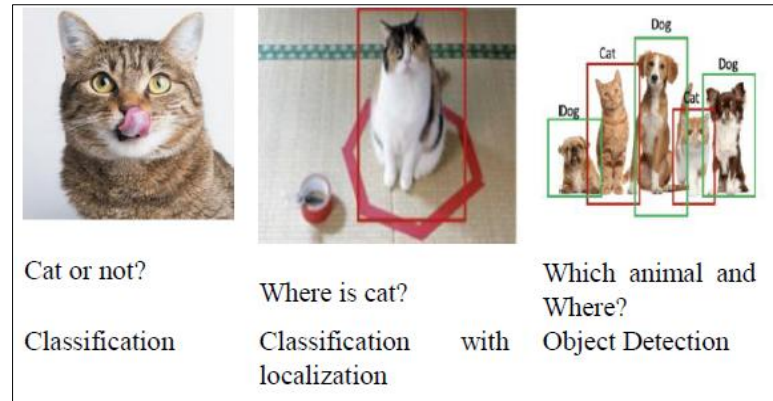 Dog
Cat
Dog
Cat
Dog
Cat or not?
Where is cat?
Which animal and
Where?
Classification
Classification with
localization
Object Detection